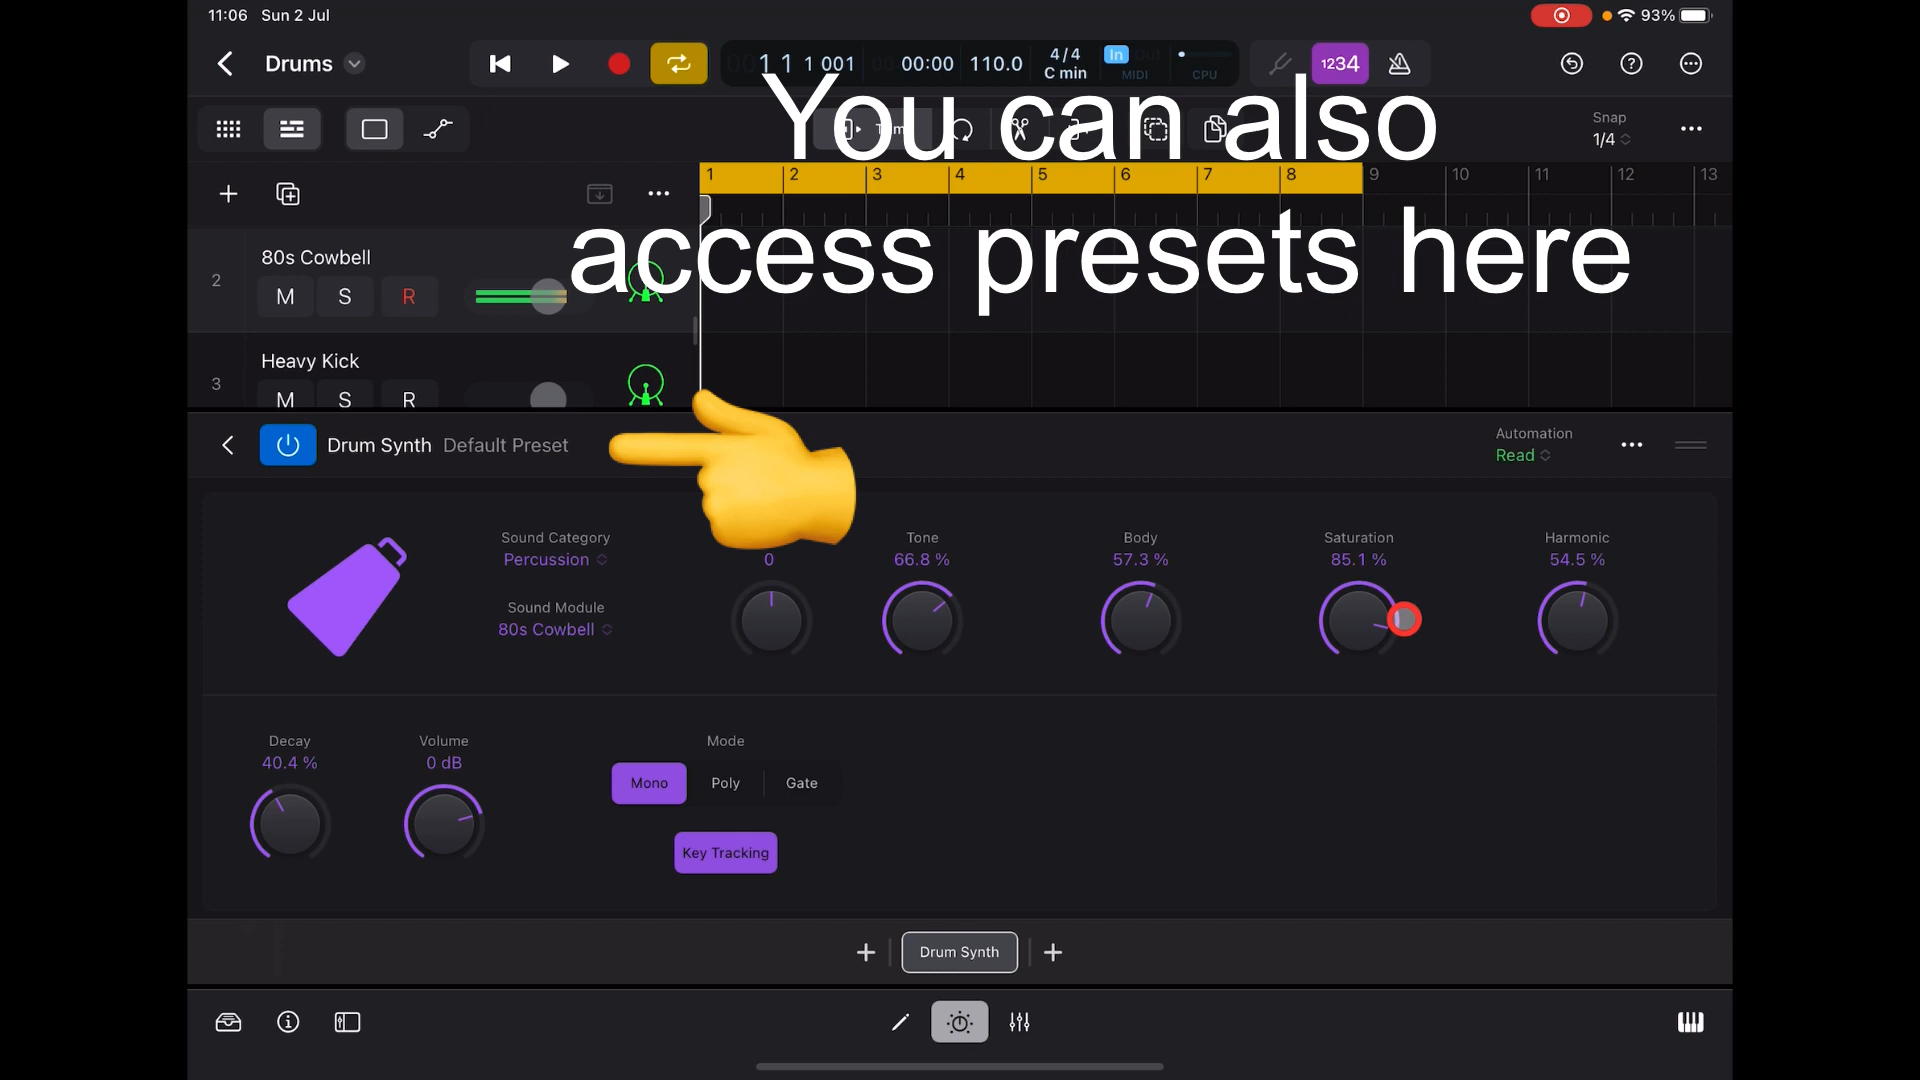 11:06 Sun 2 Jul
93%
Drums
1 1 1 001
00:00
110.0
4/4
C min
In Out
MIDI
CPU
1234
You can also
access presets here
Snap
1/4
1 2 3 4 5 6 7 8 9 10 11 12 13
2
80s Cowbell
M S R
3
Heavy Kick
M S R
Drum Synth Default Preset
Automation
Read
Sound Category
Percussion
Sound Module
80s Cowbell
0
Tone
66.8 %
Body
57.3 %
Saturation
85.1 %
Harmonic
54.5 %
Decay
40.4 %
Volume
0 dB
Mode
Mono Poly Gate
Key Tracking
Drum Synth